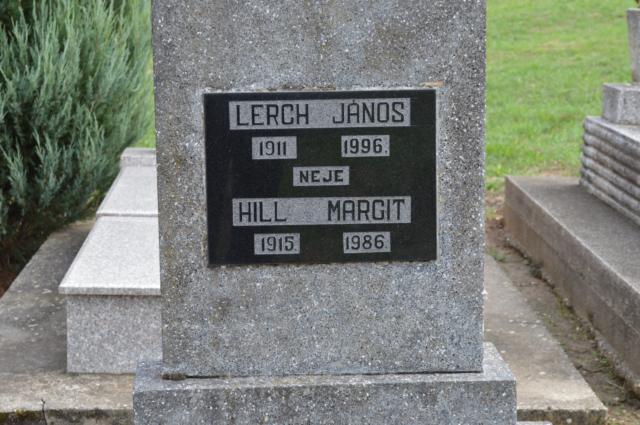 LERCH JÁNOS
1911 1996.
NEJE
HILL MARGIT
1915 1986